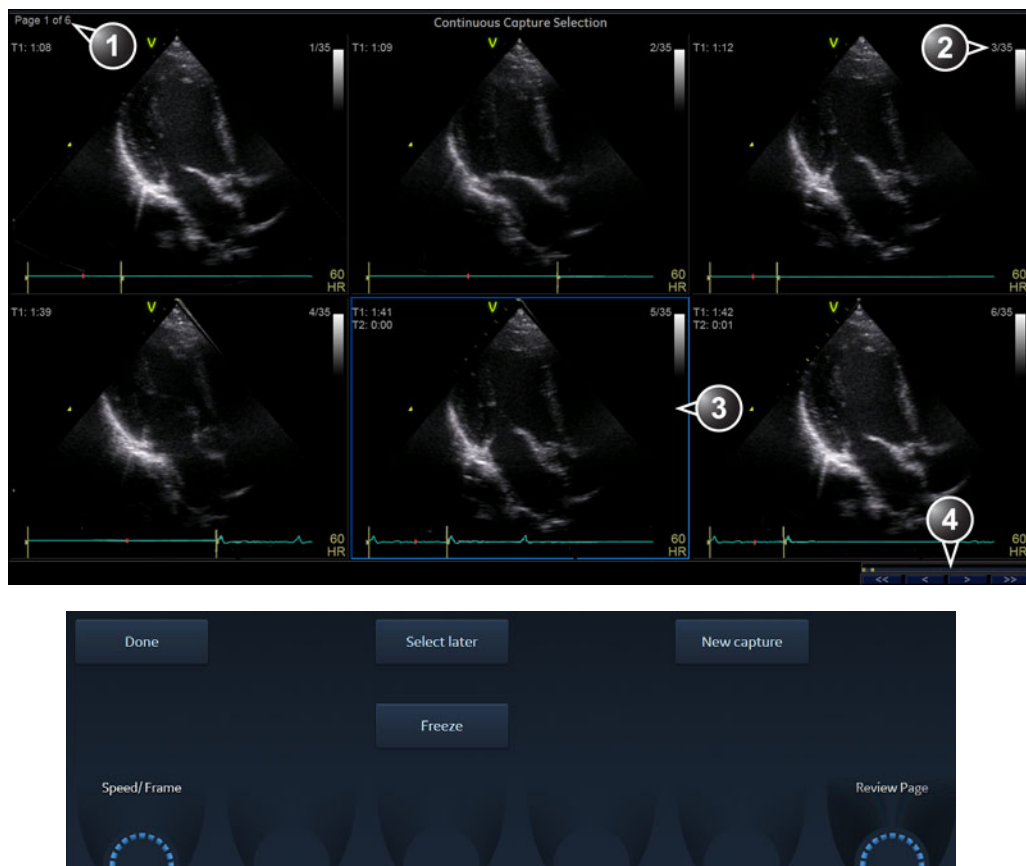 Page 1 of 6
Continuous Capture Selection
1
2
T1: 1:08
V
1/35
T1: 1:09
V
2/35
T1: 1:12
V
3/35
60
HR
60
HR
60
HR
T1: 1:39
V
4/35
T1: 1:41
T2: 0:00
V
5/35
T1: 1:42
T2: 0:01
V
6/35
3
4
60
HR
60
HR
60
HR
<< < > >>
Done
Select later
New capture
Freeze
Speed/ Frame
Review Page